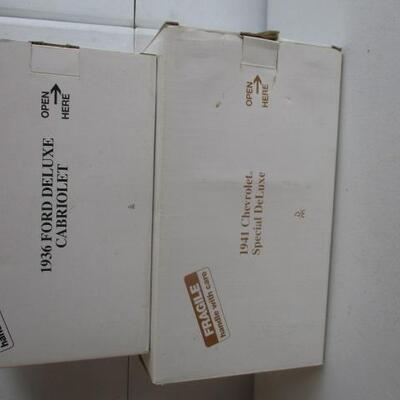 OPEN
HERE
1936 FORD DELUXE
CABRIOLET
OPEN
HERE
1941 Chevrolet.
Special DeLuxe
FRAGILE
handle with care